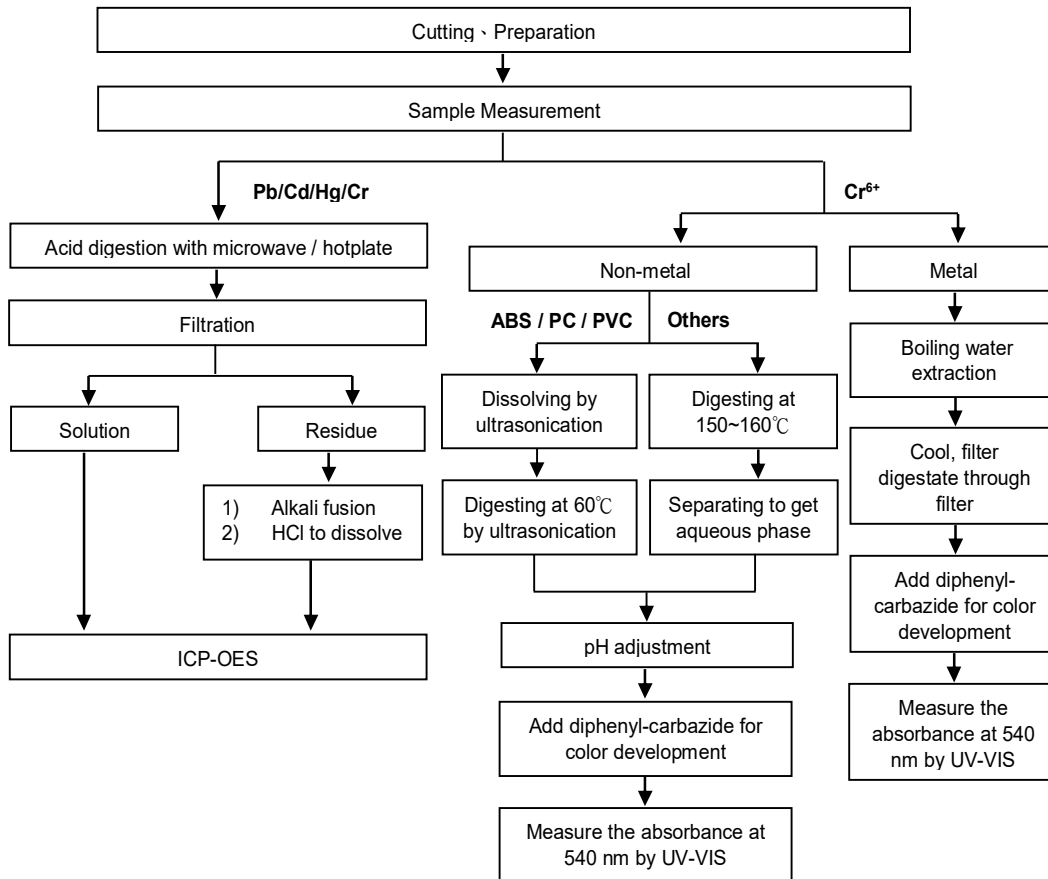 Cutting、Preparation
Sample Measurement
Pb/Cd/Hg/Cr
Cr⁶⁺
Acid digestion with microwave / hotplate
Non-metal
Metal
Filtration
ABS / PC / PVC
Others
Boiling water
extraction
Solution
Residue
Dissolving by
ultrasonication
Digesting at
150~160℃
Cool, filter
digestate through
filter
1) Alkali fusion
2) HCl to dissolve
Digesting at 60℃
by ultrasonication
Separating to get
aqueous phase
Add diphenyl-
carbazide for color
development
ICP-OES
pH adjustment
Measure the
absorbance at 540
nm by UV-VIS
Add diphenyl-carbazide for
color development
Measure the absorbance at
540 nm by UV-VIS